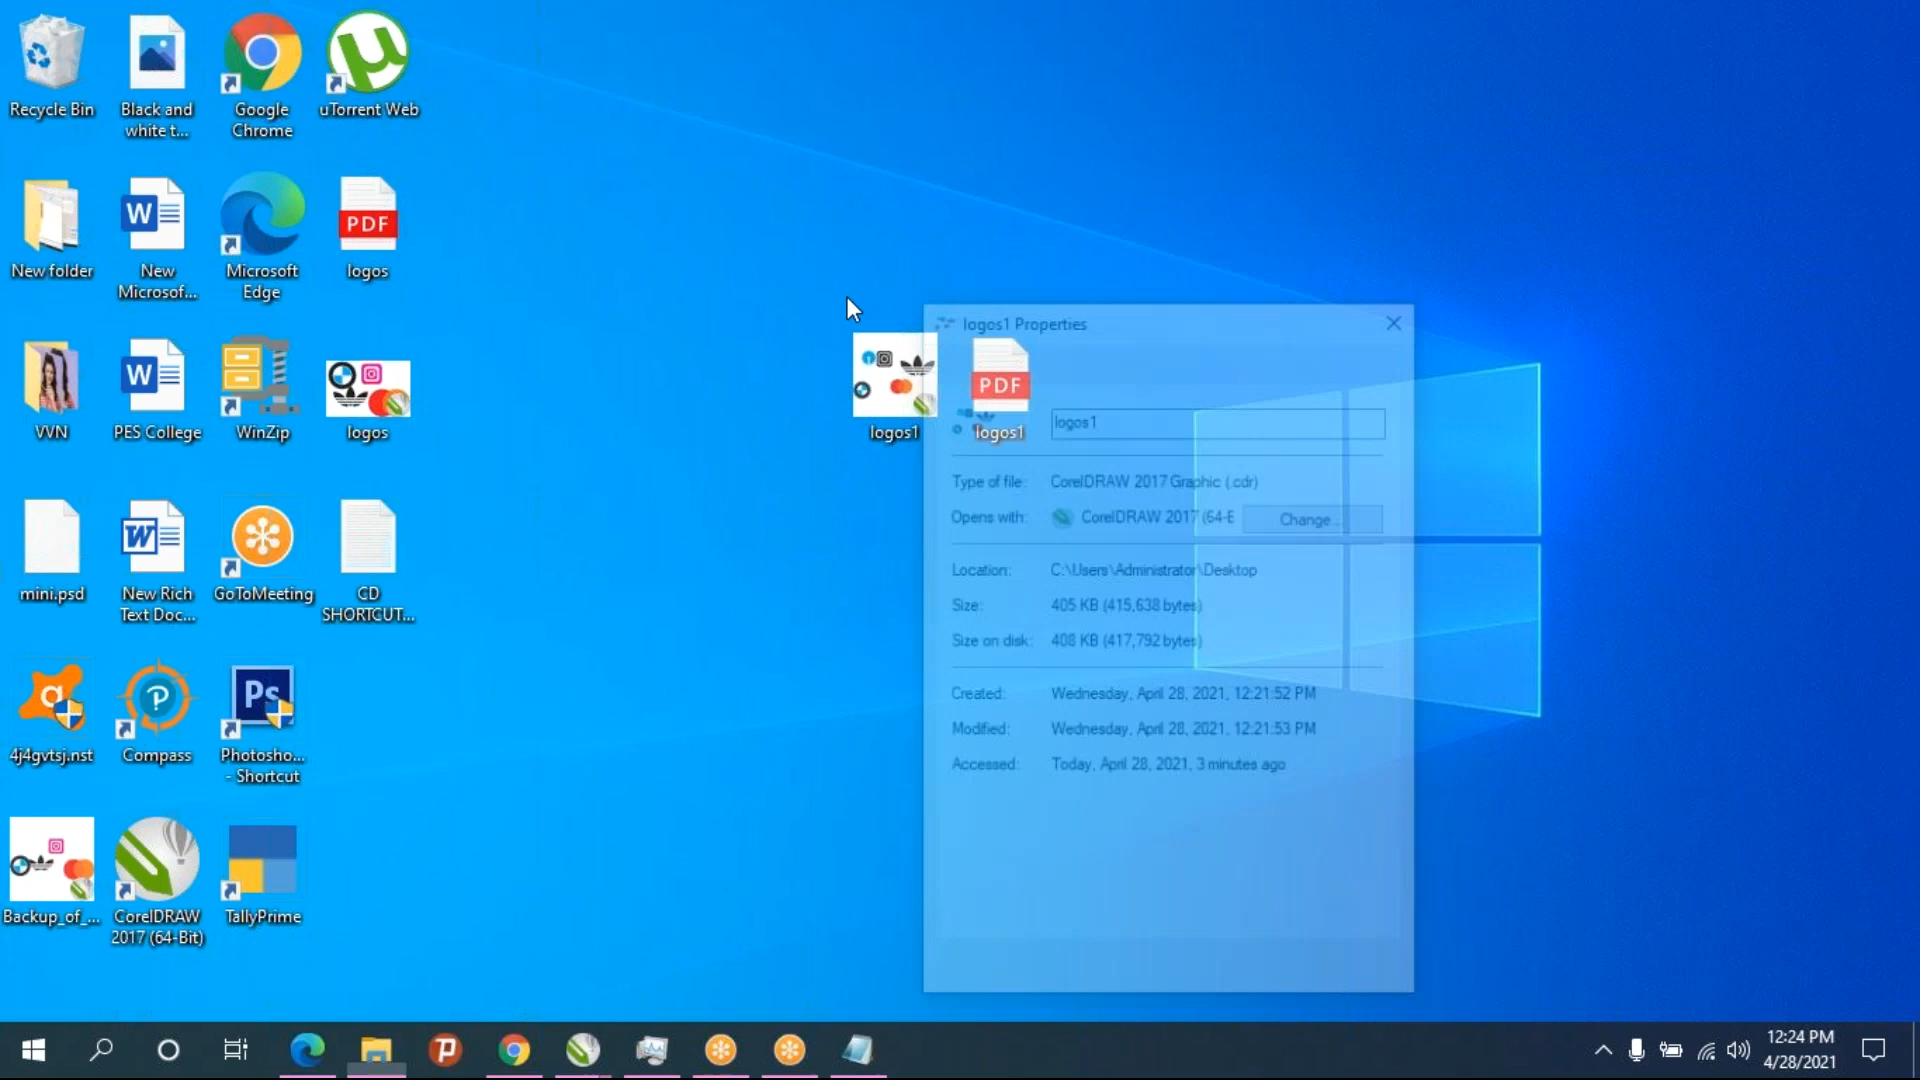 Recycle Bin
Black and
white t...
Google
Chrome
uTorrent Web
New folder
New
Microsof...
Microsoft
Edge
PDF
logos
VVN
PES College
WinZip
logos
mini.psd
New Rich
Text Doc...
GoToMeeting
CD
SHORTCUT...
4j4gvtsj.nst
Compass
Ps
Photosho...
- Shortcut
Backup_of_...
CorelDRAW
2017 (64-Bit)
TallyPrime
logos1
PDF
logos1
logos1 Properties
logos1
Type of file: CorelDRAW 2017 Graphic (.cdr)
Opens with: CorelDRAW 2017 (64-E Change...
Location: C:\Users\Administrator\Desktop
Size: 405 KB (415,638 bytes)
Size on disk: 408 KB (417,792 bytes)
Created: Wednesday, April 28, 2021, 12:21:52 PM
Modified: Wednesday, April 28, 2021, 12:21:53 PM
Accessed: Today, April 28, 2021, 3 minutes ago
12:24 PM
4/28/2021